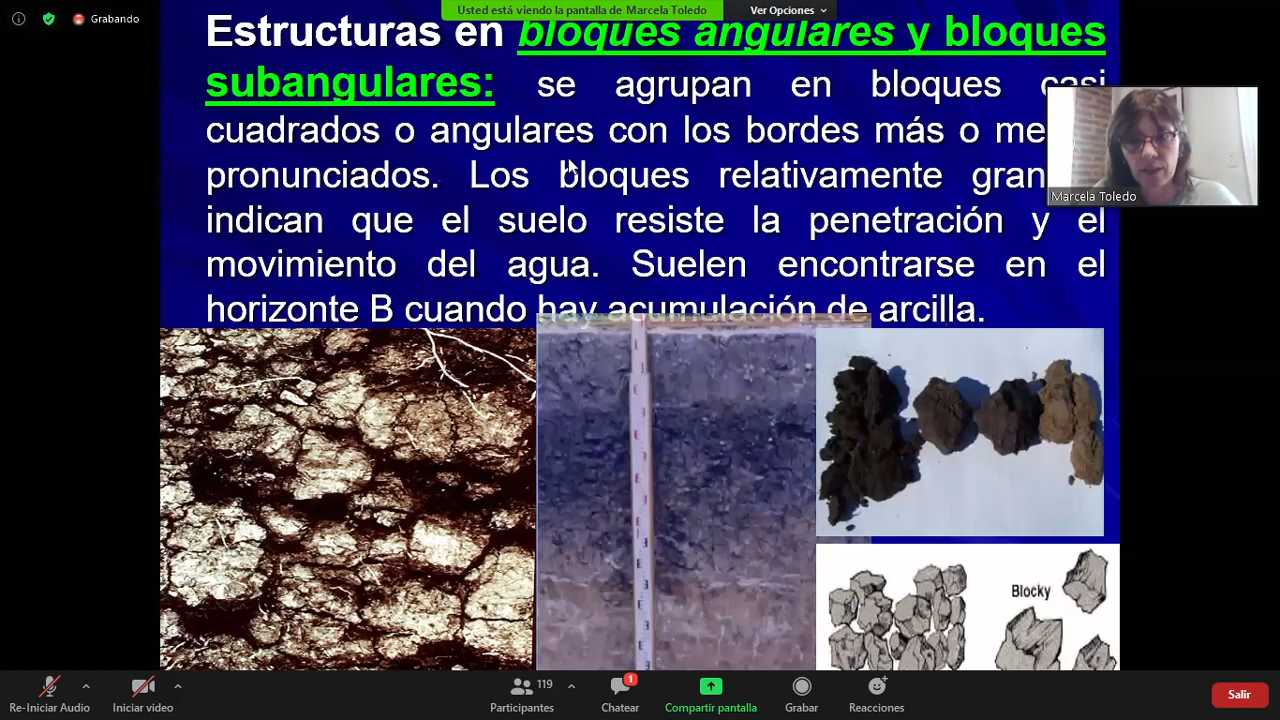 Grabando
Usted está viendo la pantalla de Marcela Toledo
Ver Opciones
Estructuras en bloques angulares y bloques
subangulares: se agrupan en bloques casi
cuadrados o angulares con los bordes más o
pronunciados. Los bloques relativamente
indican que el suelo resiste la penetración y el
movimiento del agua. Suelen encontrarse en el
horizonte B cuando hay acumulación de arcilla.
Marcela Toledo
Blocky
Re-Iniciar Audio
Iniciar video
119
Participantes
1
Chatear
Compartir pantalla
Grabar
Reacciones
Salir